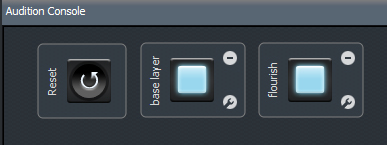 Audition Console
Reset
base layer
flourish